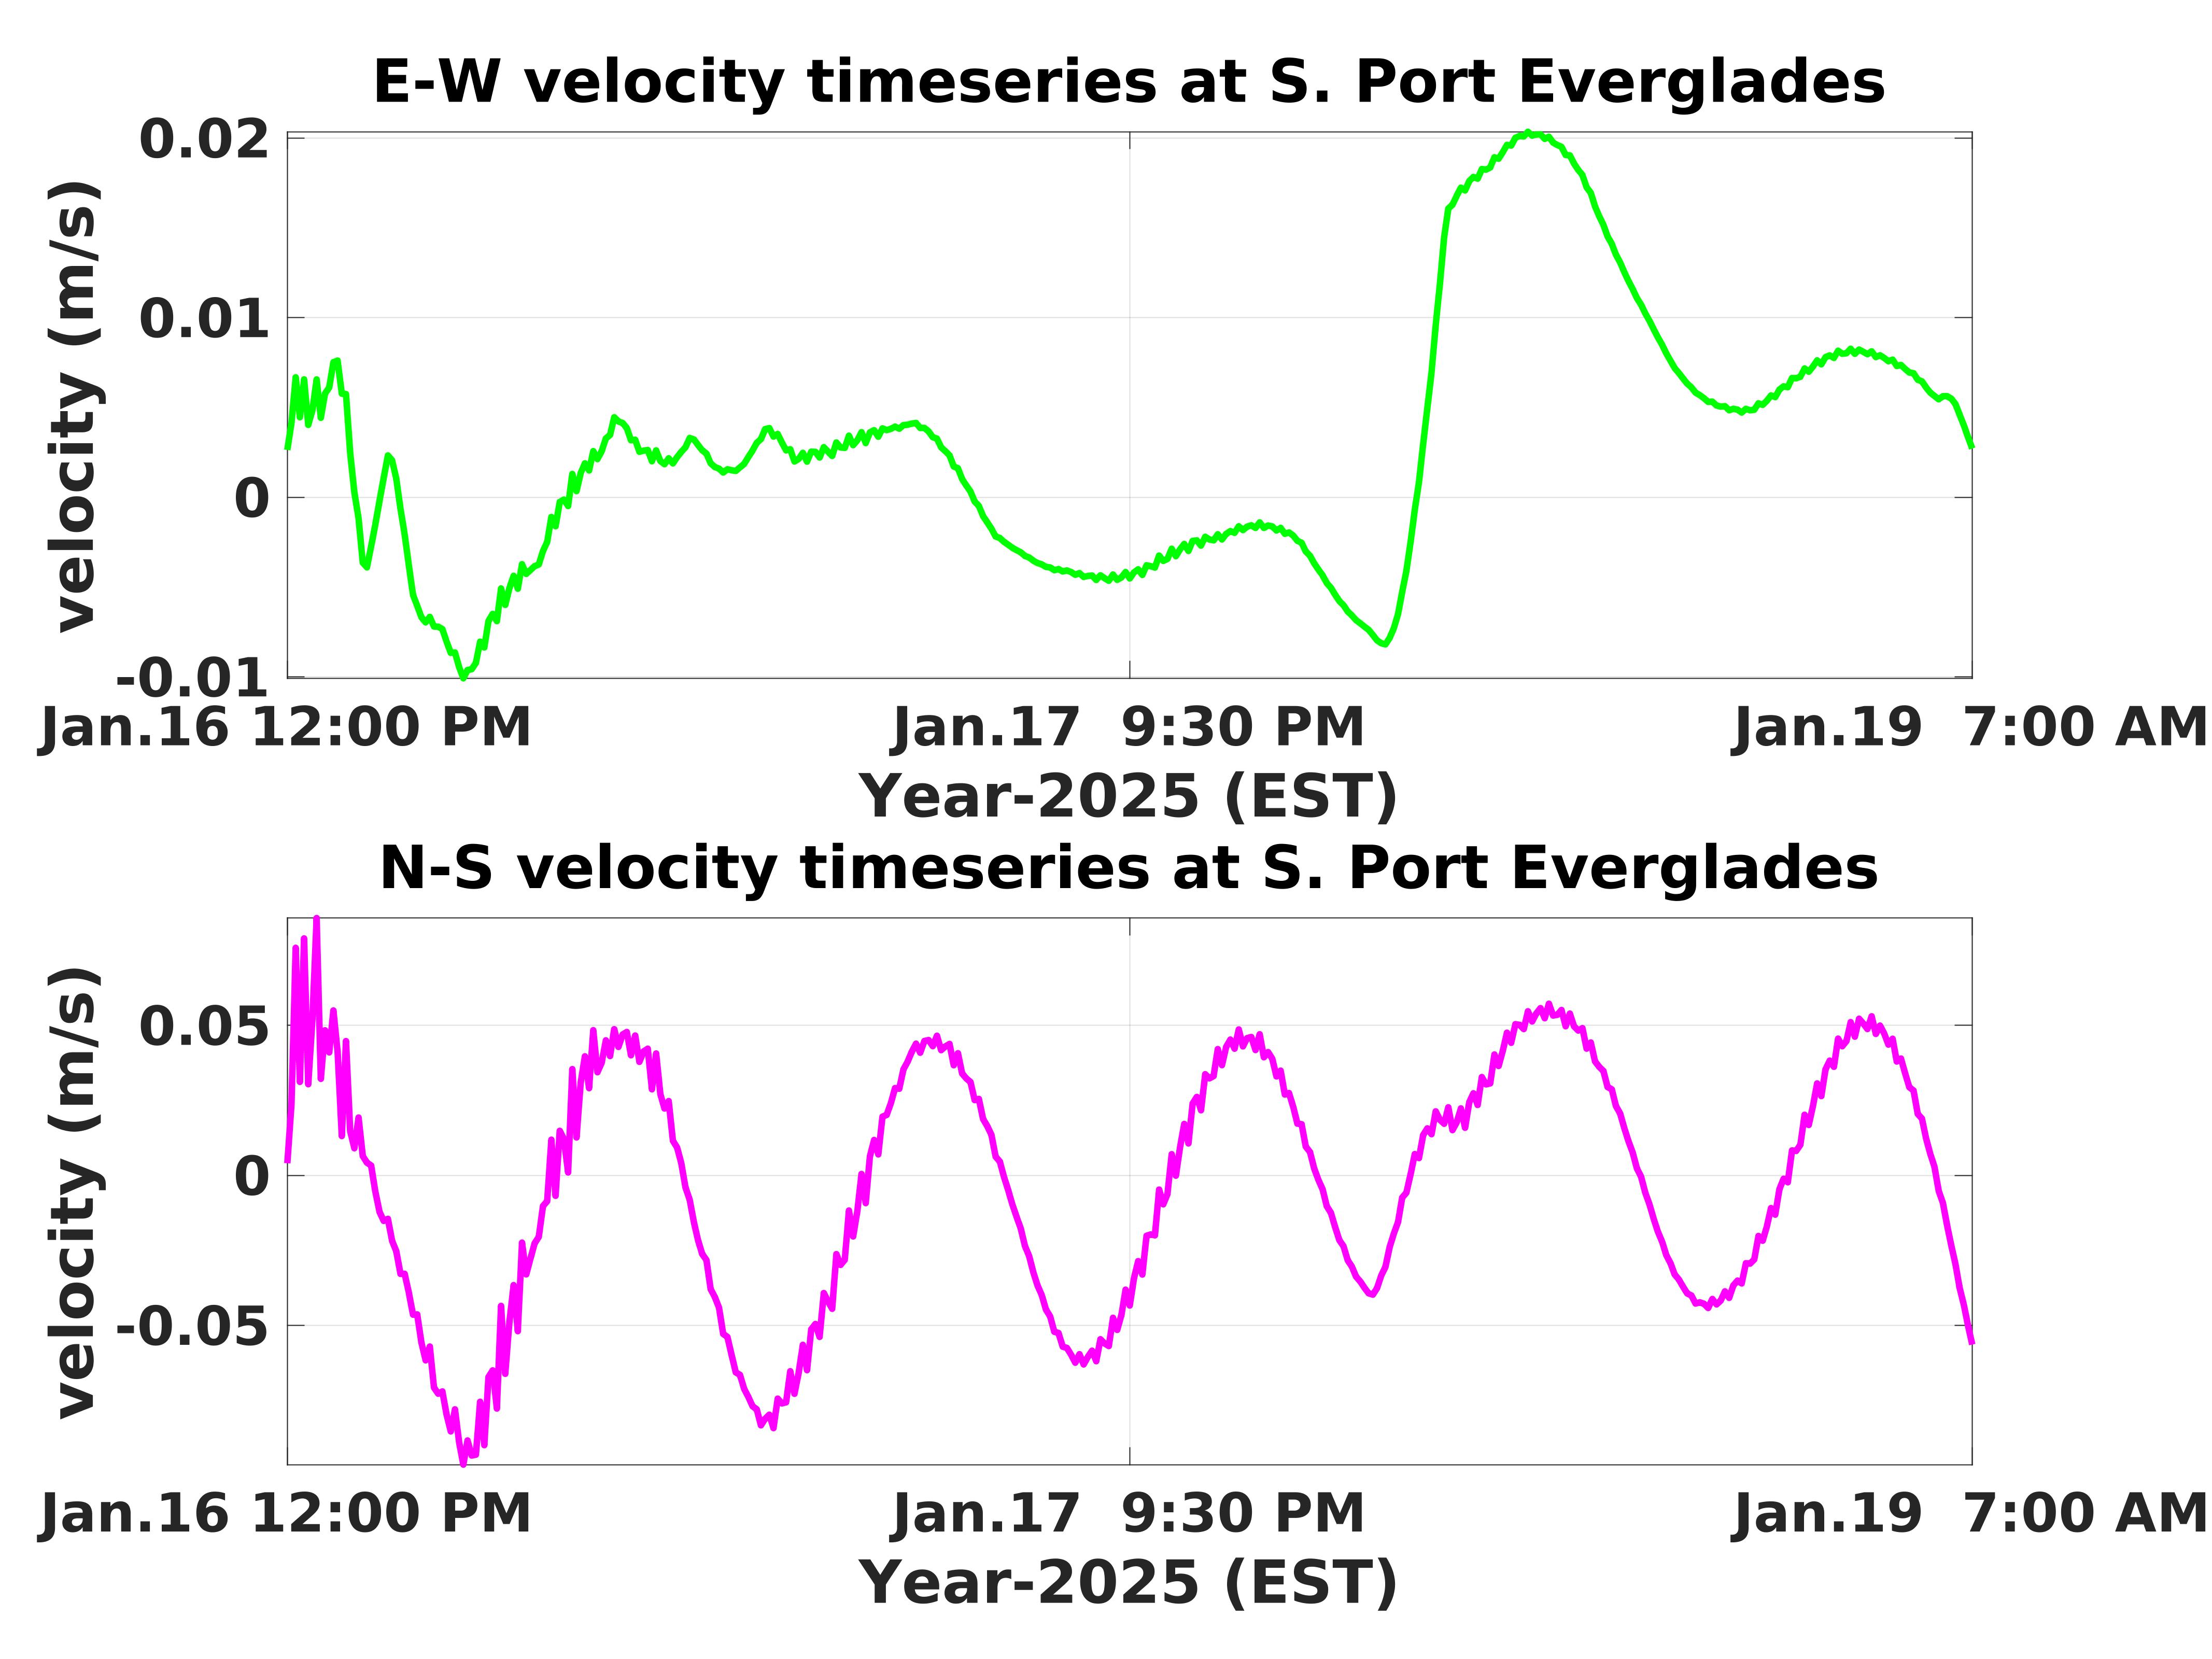 E-W velocity timeseries at S. Port Everglades
velocity (m/s)
0.02
0.01
0
-0.01
Jan.16 12:00 PM Jan.17 9:30 PM Jan.19 7:00 AM
Year-2025 (EST)
N-S velocity timeseries at S. Port Everglades
velocity (m/s)
0.05
0
-0.05
Jan.16 12:00 PM Jan.17 9:30 PM Jan.19 7:00 AM
Year-2025 (EST)